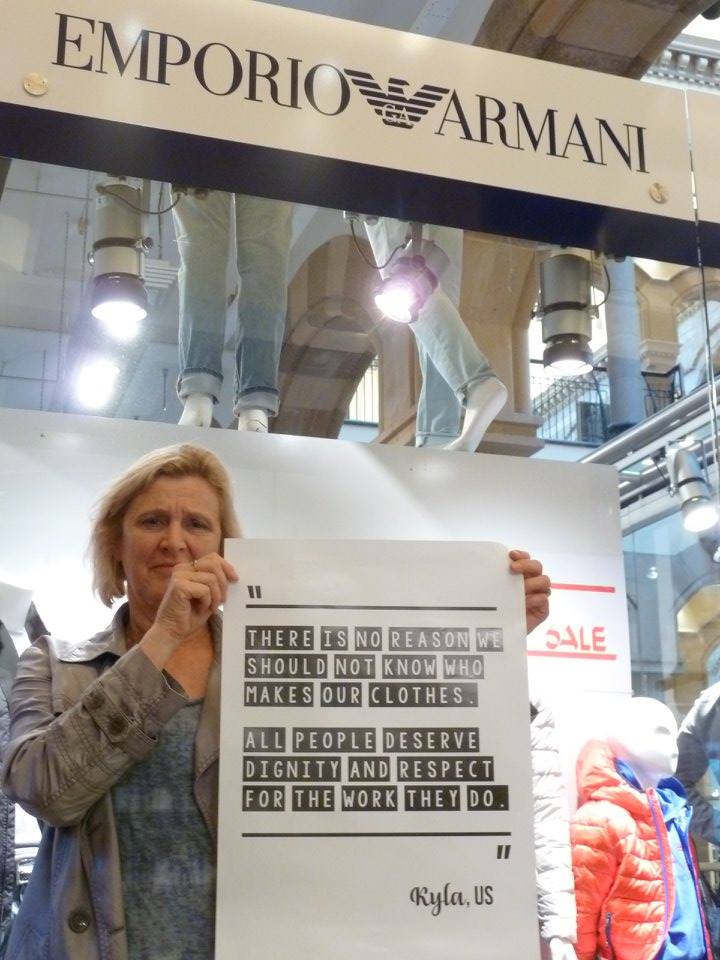 EMPORIO GA ARMANI
"
THERE IS NO REASON WE
SHOULD NOT KNOW WHO
MAKES OUR CLOTHES.
ALL PEOPLE DESERVE
DIGNITY AND RESPECT
FOR THE WORK THEY DO.
"
Kyla, US
SALE